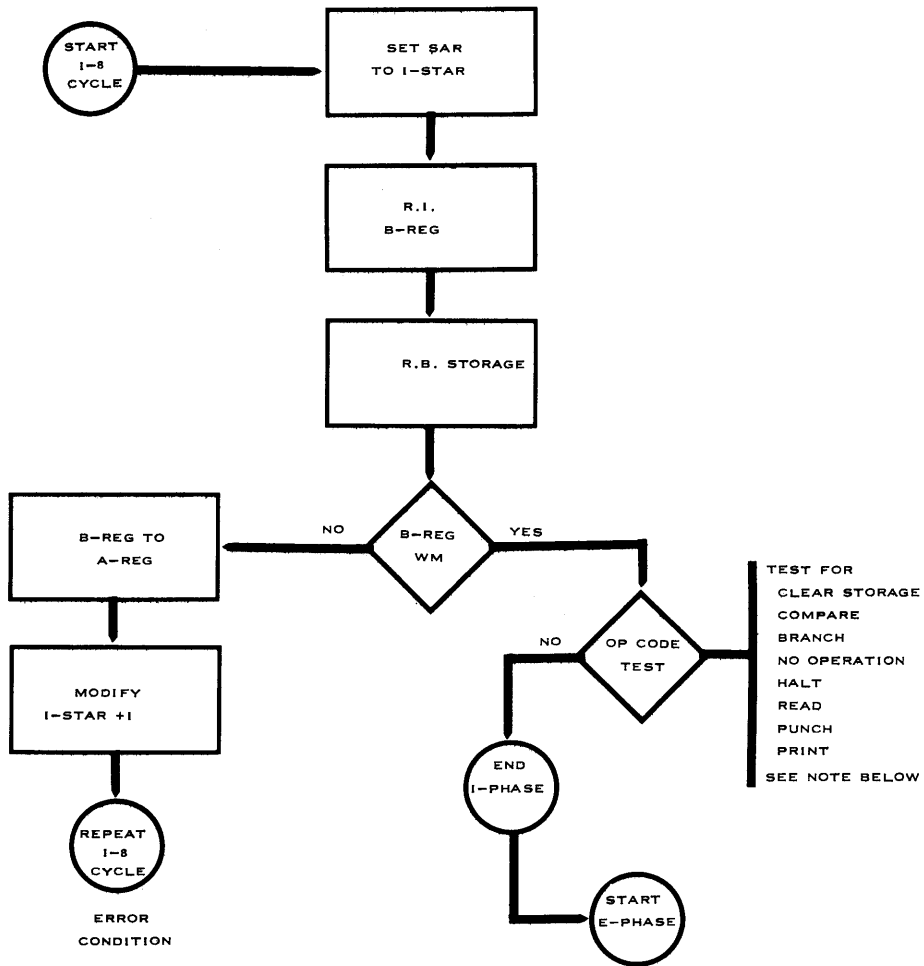 START
I-8
CYCLE
SET SAR
TO I-STAR
R.I.
B-REG
R.B. STORAGE
B-REG
WM
NO
YES
B-REG TO
A-REG
MODIFY
I-STAR +1
REPEAT
I-8
CYCLE
ERROR
CONDITION
OP CODE
TEST
NO
END
I-PHASE
START
E-PHASE
TEST FOR
CLEAR STORAGE
COMPARE
BRANCH
NO OPERATION
HALT
READ
PUNCH
PRINT
SEE NOTE BELOW